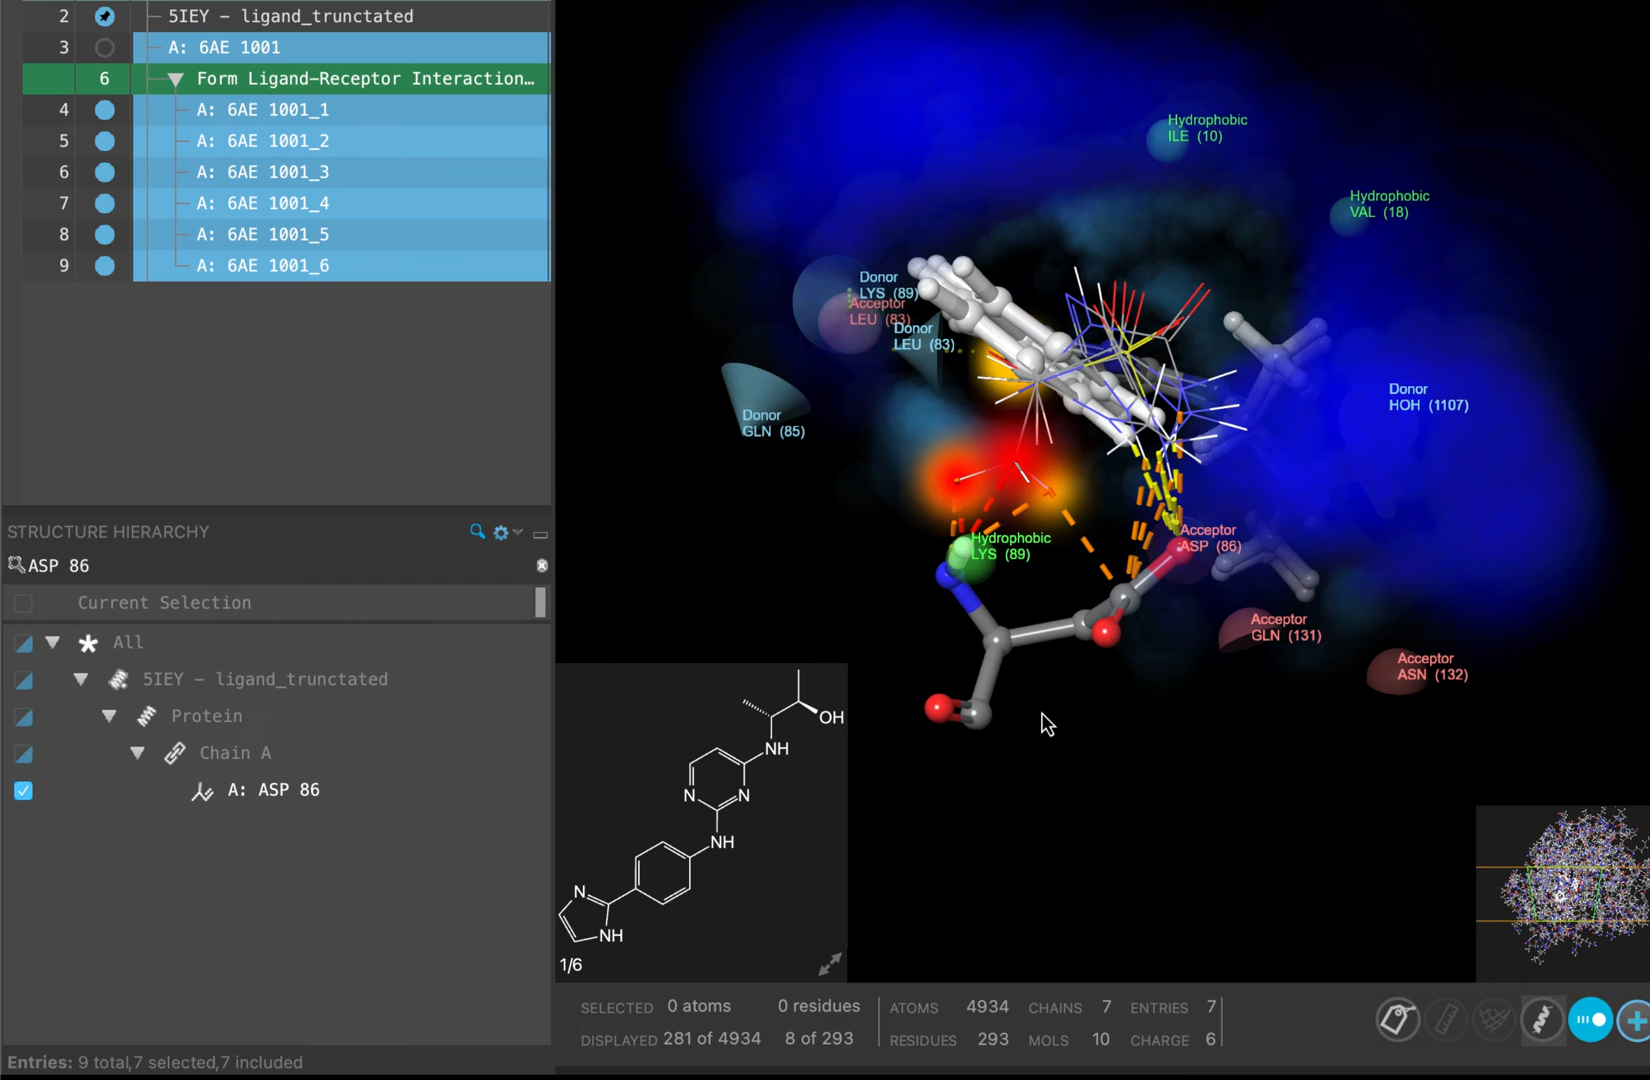 2 5IEY – ligand_trunctated
3 A: 6AE 1001
6 Form Ligand–Receptor Interaction…
4 A: 6AE 1001_1
5 A: 6AE 1001_2
6 A: 6AE 1001_3
7 A: 6AE 1001_4
8 A: 6AE 1001_5
9 A: 6AE 1001_6
STRUCTURE HIERARCHY
ASP 86
Current Selection
All
5IEY – ligand_trunctated
Protein
Chain A
A: ASP 86
Entries: 9 total,7 selected,7 included
Hydrophobic
ILE (10)
Hydrophobic
VAL (18)
Donor
LYS (89)
Acceptor
LEU (83)
Donor
LEU (83)
Donor
GLN (85)
Donor
HOH (1107)
Hydrophobic
LYS (89)
Acceptor
ASP (86)
Acceptor
GLN (131)
Acceptor
ASN (132)
OH
NH
N
N
NH
N
NH
1/6
SELECTED 0 atoms 0 residues ATOMS 4934 CHAINS 7 ENTRIES 7
DISPLAYED 281 of 4934 8 of 293 RESIDUES 293 MOLS 10 CHARGE 6